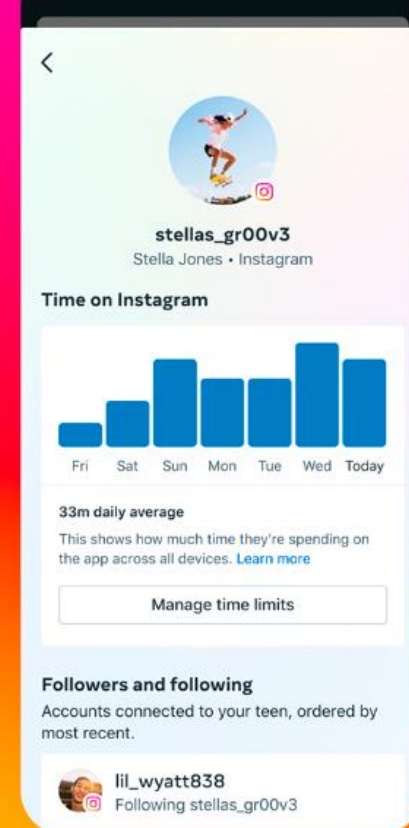 stellas_gr00v3
Stella Jones • Instagram
Time on Instagram
Fri Sat Sun Mon Tue Wed Today
33m daily average
This shows how much time they're spending on
the app across all devices. Learn more
Manage time limits
Followers and following
Accounts connected to your teen, ordered by
most recent.
lil_wyatt838
Following stellas_gr00v3